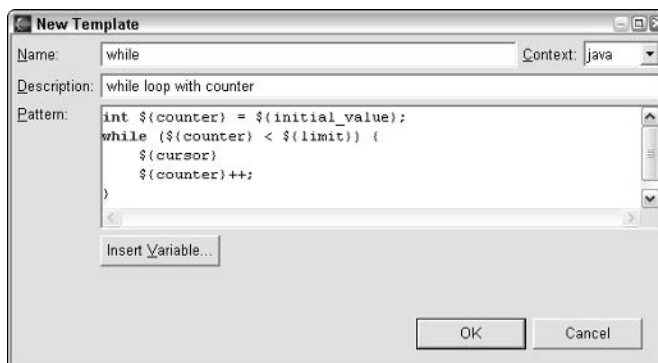 New Template
Name: while Context: java
Description: while loop with counter
Pattern: int ${counter} = ${initial_value};
while (${counter} < ${limit}) {
${cursor}
${counter}++;
}
Insert Variable...
OK Cancel